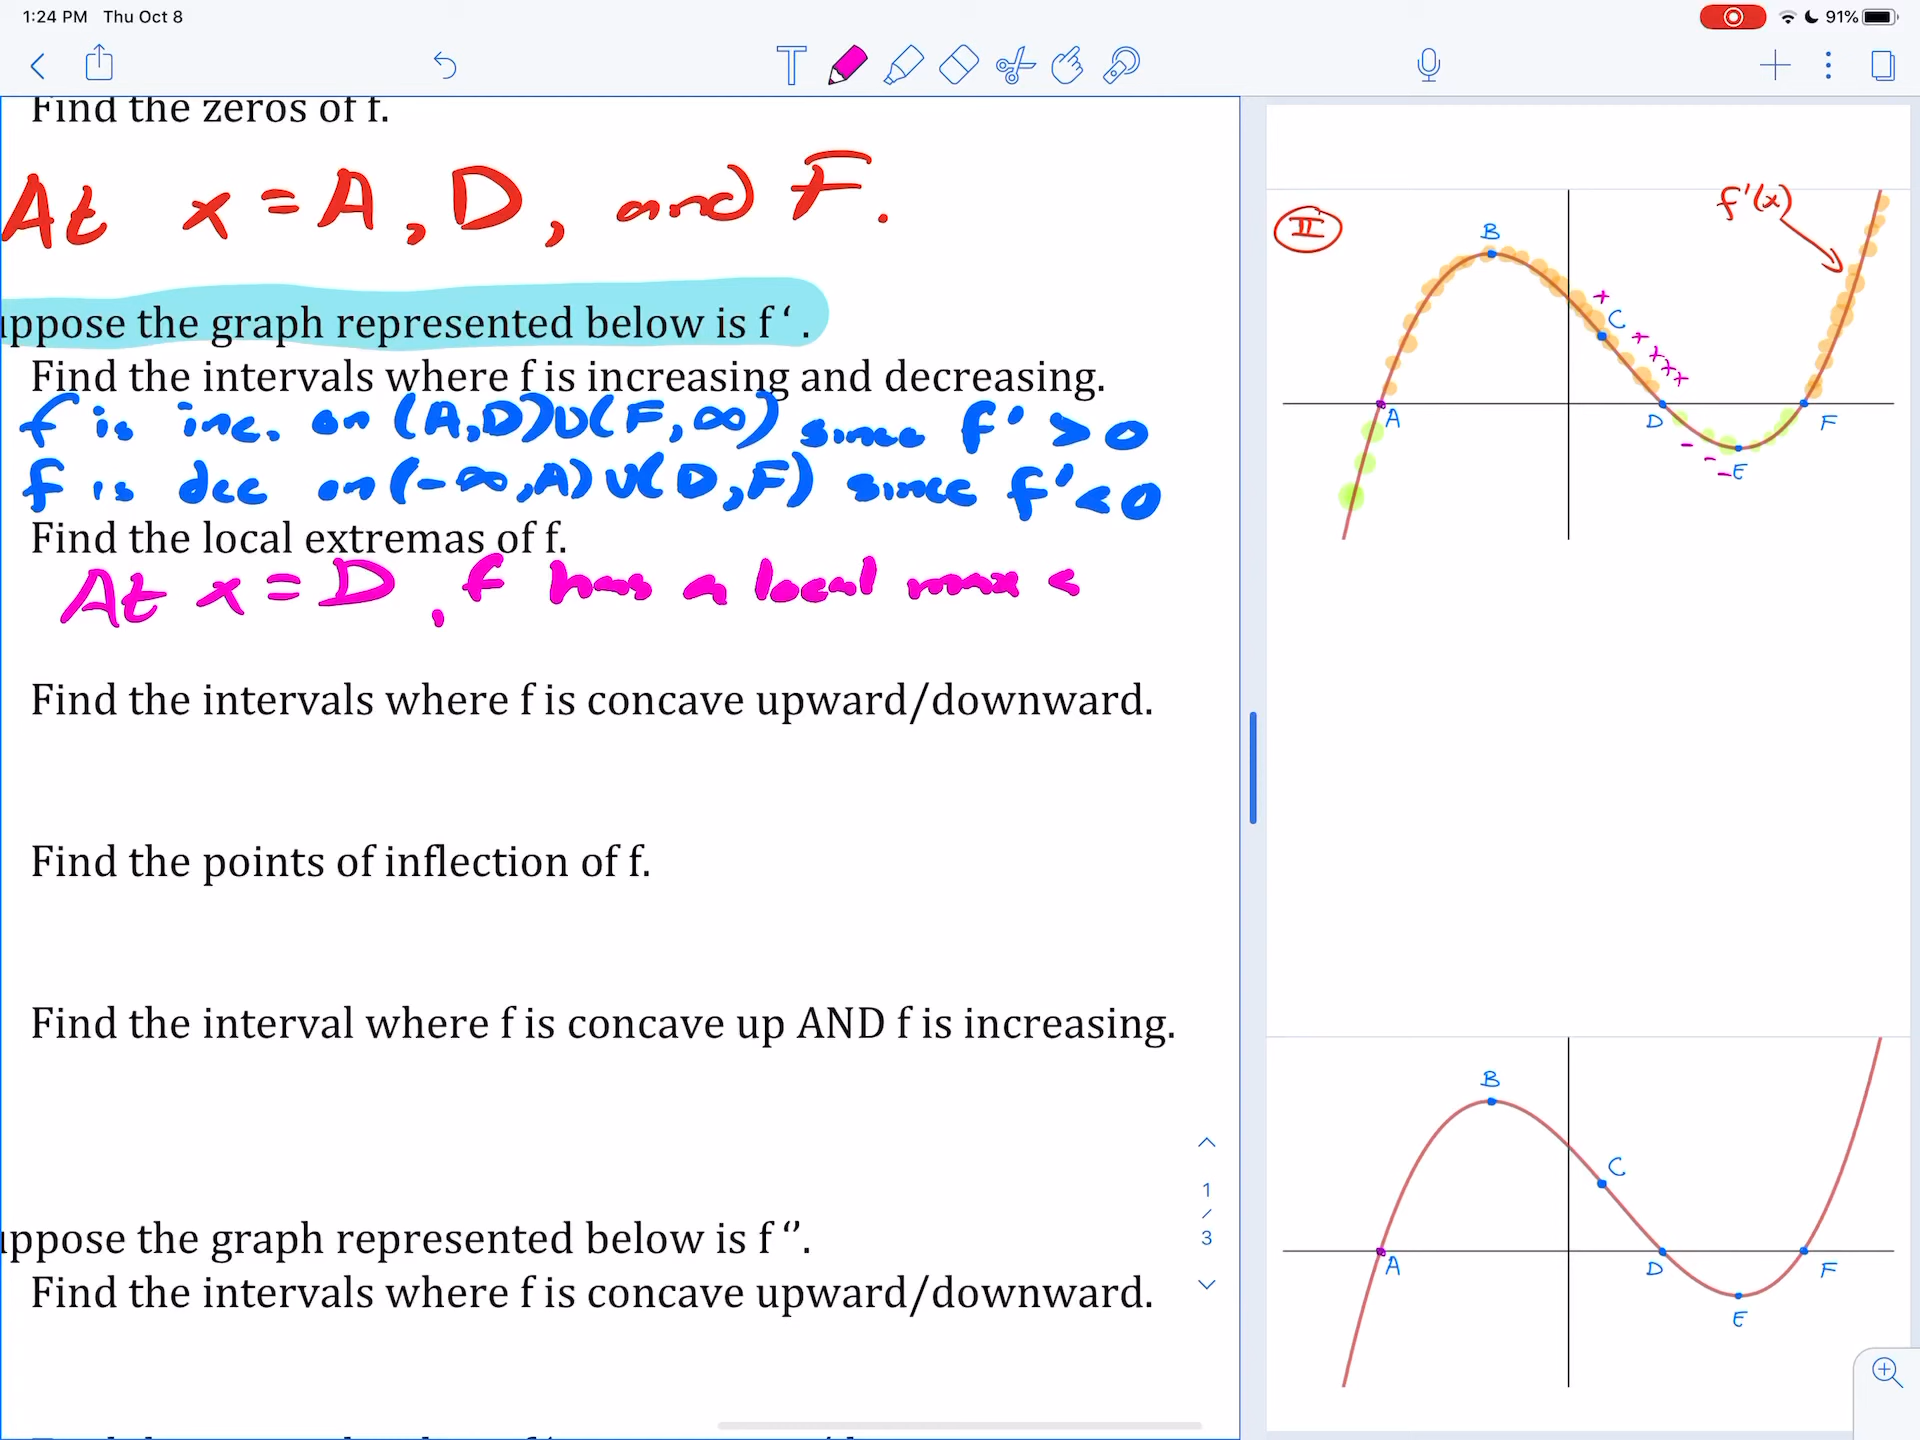 1:24 PM Thu Oct 8
91%
Find the zeros of f.
At x = A, D, and F.
uppose the graph represented below is f ‘ .
Find the intervals where f is increasing and decreasing.
f is inc. on (A,D)∪(F,∞) since f' > 0
f is dec on (-∞,A)∪(D,F) since f' < 0
Find the local extremas of f.
At x = D, f has a local max <
Find the intervals where f is concave upward/downward.
Find the points of inflection of f.
Find the interval where f is concave up AND f is increasing.
uppose the graph represented below is f ‘’.
Find the intervals where f is concave upward/downward.
1
/
3
II
f'(x)
B
+
C
+ + + + +
A
D
F
- - -
E
B
C
A
D
F
E